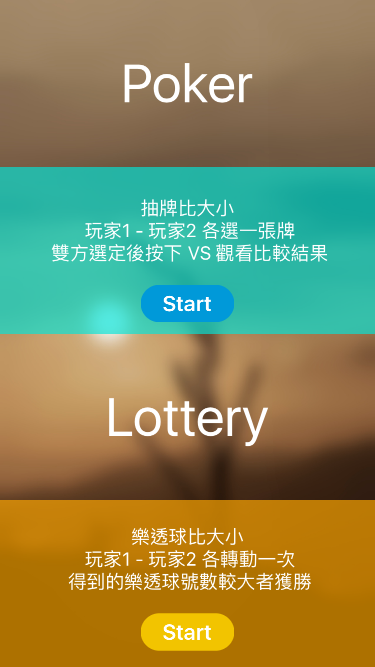 Poker
抽牌比大小
玩家1 - 玩家2 各選一張牌
雙方選定後按下 VS 觀看比較結果
Start
Lottery
樂透球比大小
玩家1 - 玩家2 各轉動一次
得到的樂透球號數較大者獲勝
Start